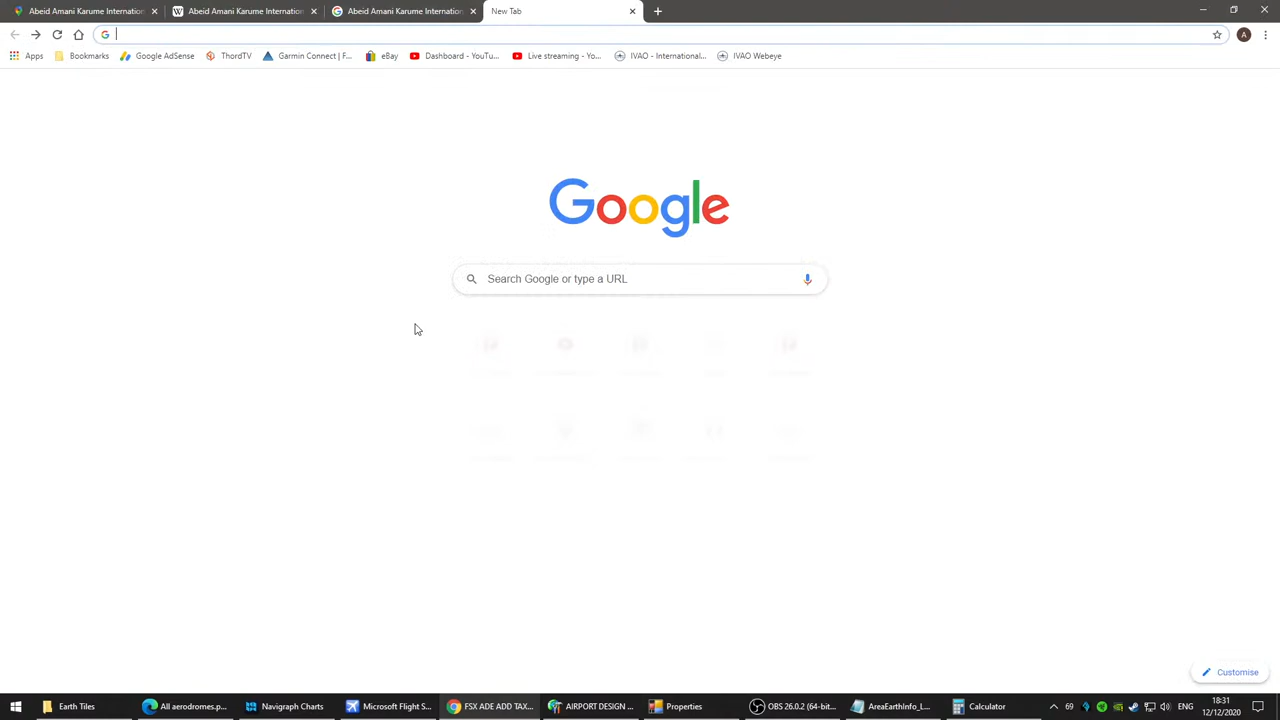 Abeid Amani Karume Internation
Abeid Amani Karume Internation
Abeid Amani Karume Internation
New Tab
Apps
Bookmarks
Google AdSense
ThordTV
Garmin Connect | F...
eBay
Dashboard - YouTu...
Live streaming - Yo...
IVAO - Internationa...
IVAO Webeye
Google
Search Google or type a URL
Customise
Earth Tiles
All aerodromes.p...
Navigraph Charts
Microsoft Flight S...
FSX ADE ADD TAX...
AIRPORT DESIGN ...
Properties
OBS 26.0.2 (64-bit...
AreaEarthInfo_L...
Calculator
69
ENG
18:31
12/12/2020